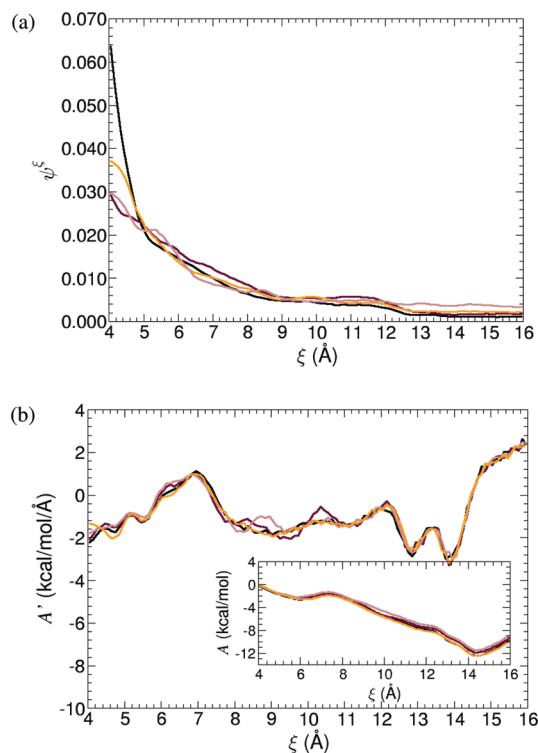 (a)
0.070
0.060
0.050
0.040
0.030
0.020
0.010
0.000
ψ^ξ
4 5 6 7 8 9 10 11 12 13 14 15 16
ξ (Å)
(b)
4
2
0
-2
-4
-6
-8
-10
A' (kcal/mol/Å)
4
0
-4
-8
-12
A (kcal/mol)
4 6 8 10 12 14 16
ξ (Å)
4 5 6 7 8 9 10 11 12 13 14 15 16
ξ (Å)